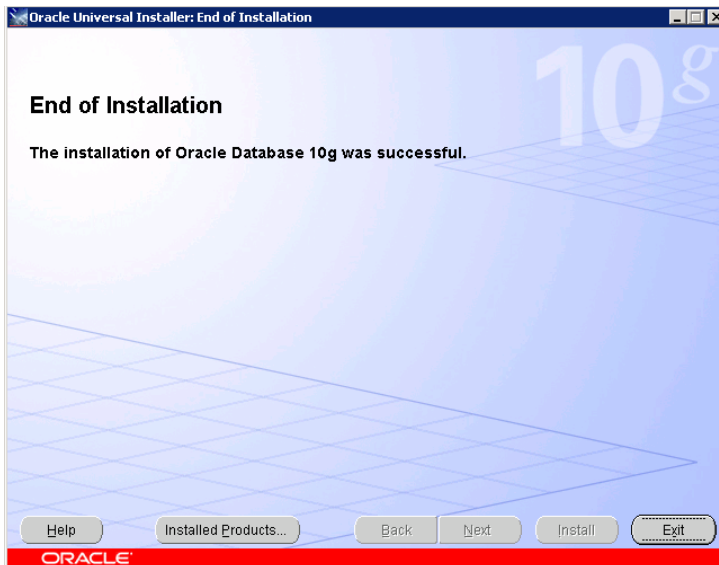 Oracle Universal Installer: End of Installation
10g
End of Installation
The installation of Oracle Database 10g was successful.
Help Installed Products... Back Next Install Exit
ORACLE